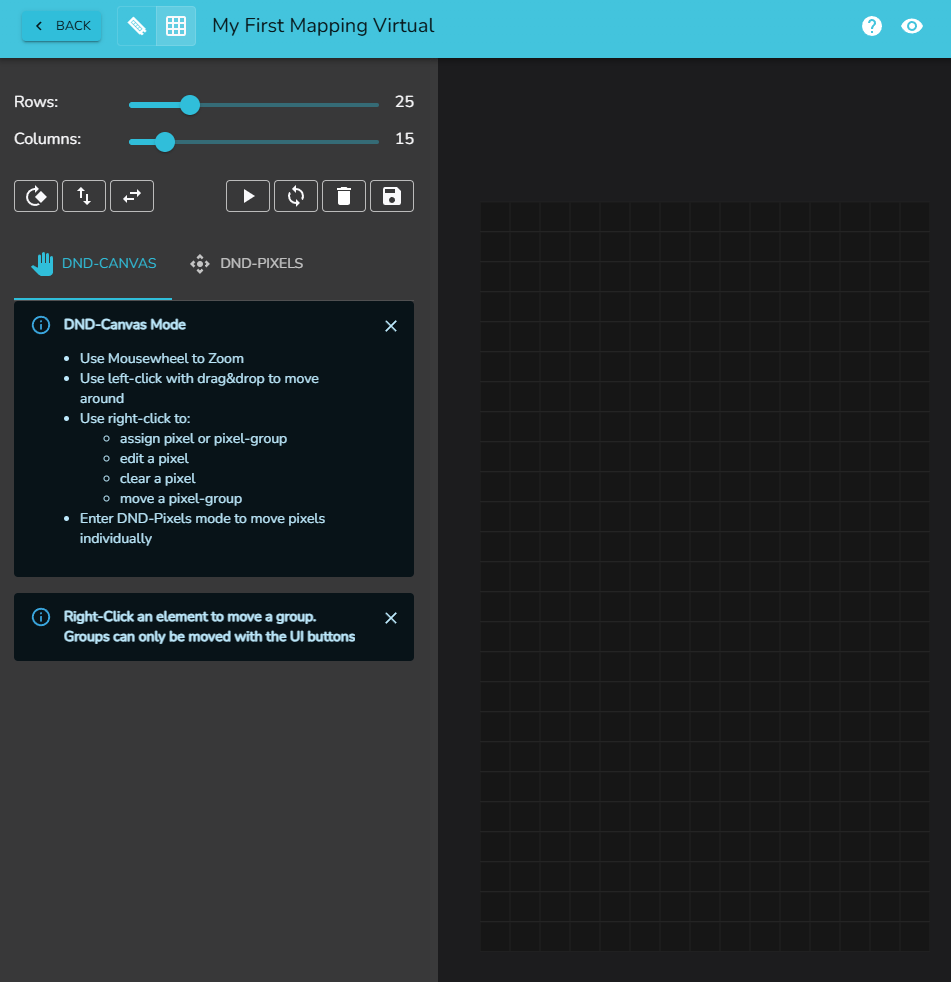 BACK
My First Mapping Virtual
Rows:
25
Columns:
15
DND-CANVAS
DND-PIXELS
DND-Canvas Mode
Use Mousewheel to Zoom
Use left-click with drag&drop to move
around
Use right-click to:
assign pixel or pixel-group
edit a pixel
clear a pixel
move a pixel-group
Enter DND-Pixels mode to move pixels
individually
Right-Click an element to move a group.
Groups can only be moved with the UI buttons